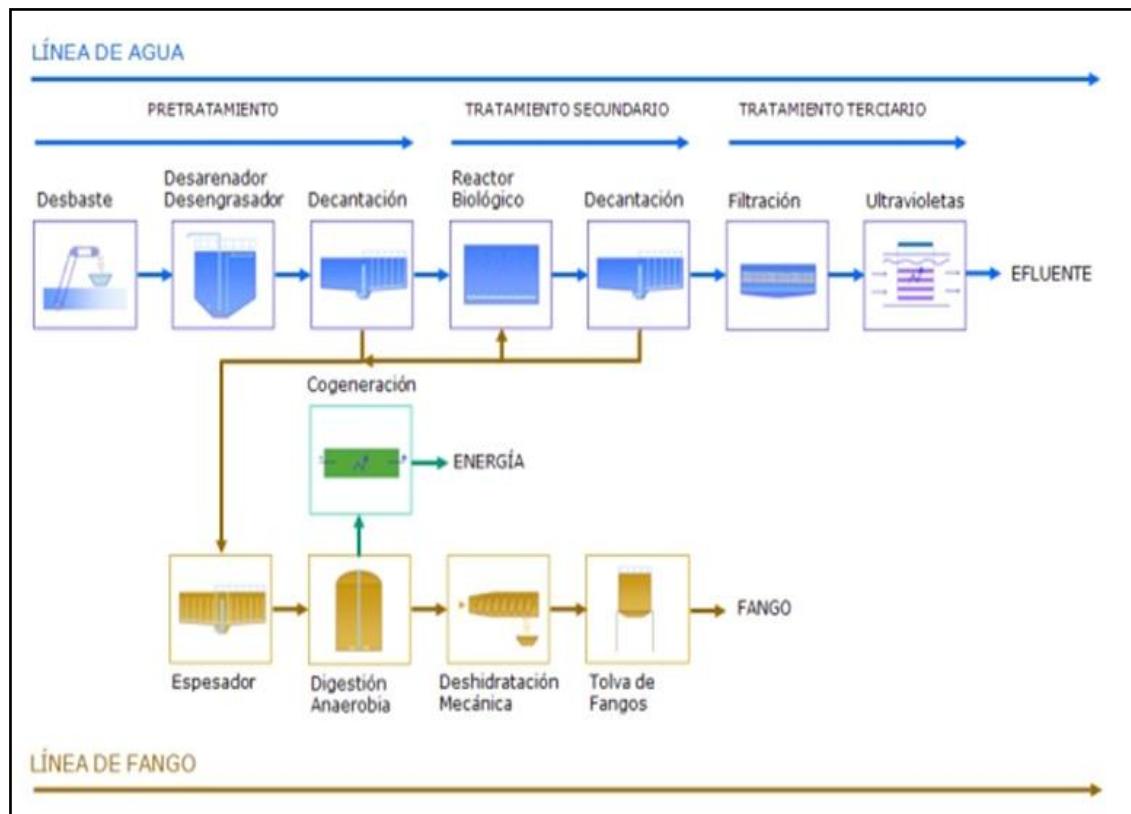 LÍNEA DE AGUA
PRETRATAMIENTO
TRATAMIENTO SECUNDARIO
TRATAMIENTO TERCIARIO
Desbaste
Desarenador
Desengrasador
Decantación
Reactor
Biológico
Decantación
Filtración
Ultravioletas
EFLUENTE
Cogeneración
ENERGÍA
FANGO
Espesador
Digestión
Anaerobia
Deshidratación
Mecánica
Tolva de
Fangos
LÍNEA DE FANGO